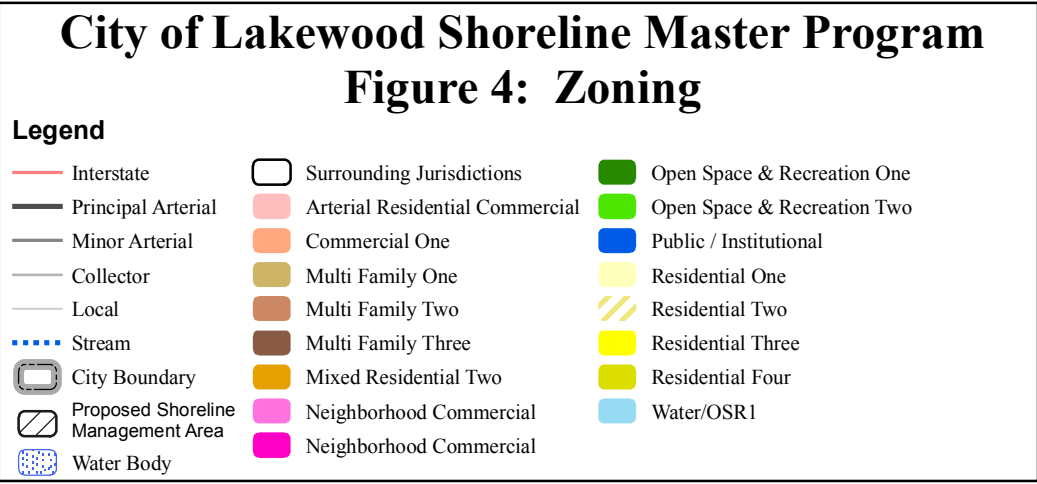 City of Lakewood Shoreline Master Program
Figure 4: Zoning
Legend
Interstate
Principal Arterial
Minor Arterial
Collector
Local
Stream
City Boundary
Proposed Shoreline
Management Area
Water Body
Surrounding Jurisdictions
Arterial Residential Commercial
Commercial One
Multi Family One
Multi Family Two
Multi Family Three
Mixed Residential Two
Neighborhood Commercial
Neighborhood Commercial
Open Space & Recreation One
Open Space & Recreation Two
Public / Institutional
Residential One
Residential Two
Residential Three
Residential Four
Water/OSR1